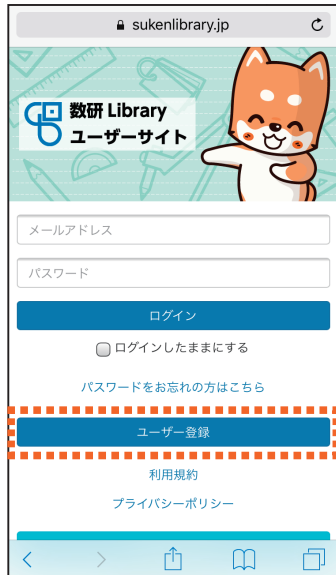 sukenlibrary.jp
数研 Library
ユーザーサイト
メールアドレス
パスワード
ログイン
ログインしたままにする
パスワードをお忘れの方はこちら
ユーザー登録
利用規約
プライバシーポリシー